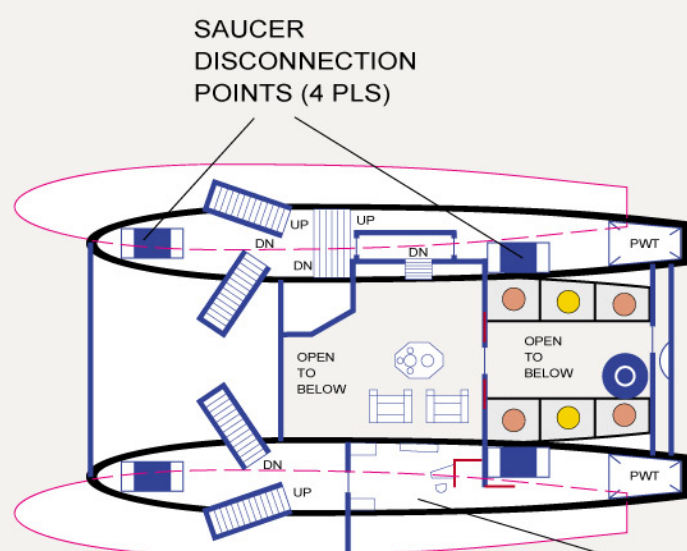 SAUCER
DISCONNECTION
POINTS (4 PLS)
UP
UP
DN
DN
DN
PWT
OPEN
TO
BELOW
OPEN
TO
BELOW
DN
UP
PWT